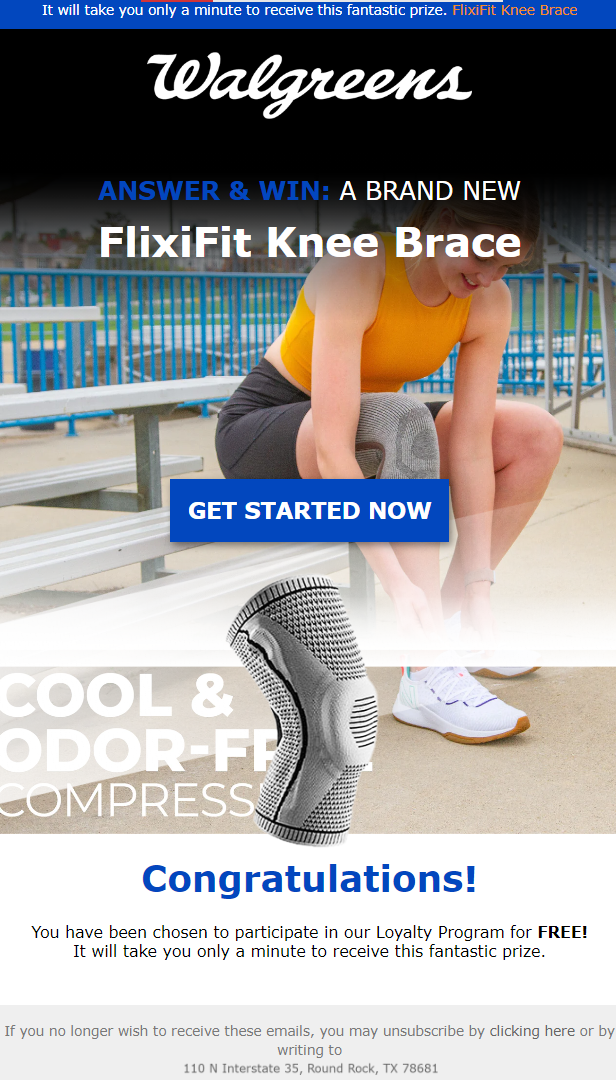 It will take you only a minute to receive this fantastic prize. FlixiFit Knee Brace
Walgreens
ANSWER & WIN: A BRAND NEW
FlixiFit Knee Brace
GET STARTED NOW
COOL &
ODOR-FR
COMPRESS
Congratulations!
You have been chosen to participate in our Loyalty Program for FREE!
It will take you only a minute to receive this fantastic prize.
If you no longer wish to receive these emails, you may unsubscribe by clicking here or by
writing to
110 N Interstate 35, Round Rock, TX 78681